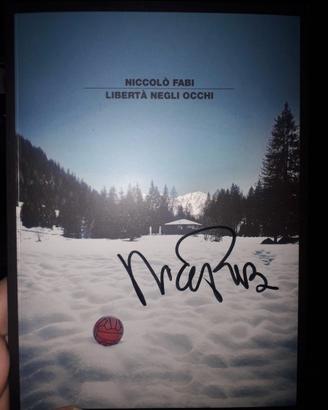 NICCOLÒ FABI
LIBERTÀ NEGLI OCCHI